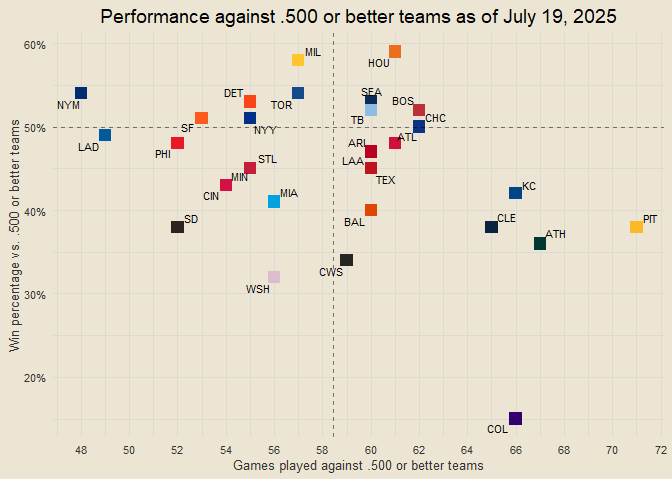 Performance against .500 or better teams as of July 19, 2025
60%
MIL
HOU
DET
SEA
NYM
TOR
BOS
SF
TB
CHC
50%
NYY
LAD
PHI
ARI
ATL
STL
LAA
MIN
TEX
CIN
MIA
KC
40%
SD
BAL
CLE
PIT
ATH
CWS
WSH
30%
20%
COL
Win percentage vs. .500 or better teams
48 50 52 54 56 58 60 62 64 66 68 70 72
Games played against .500 or better teams